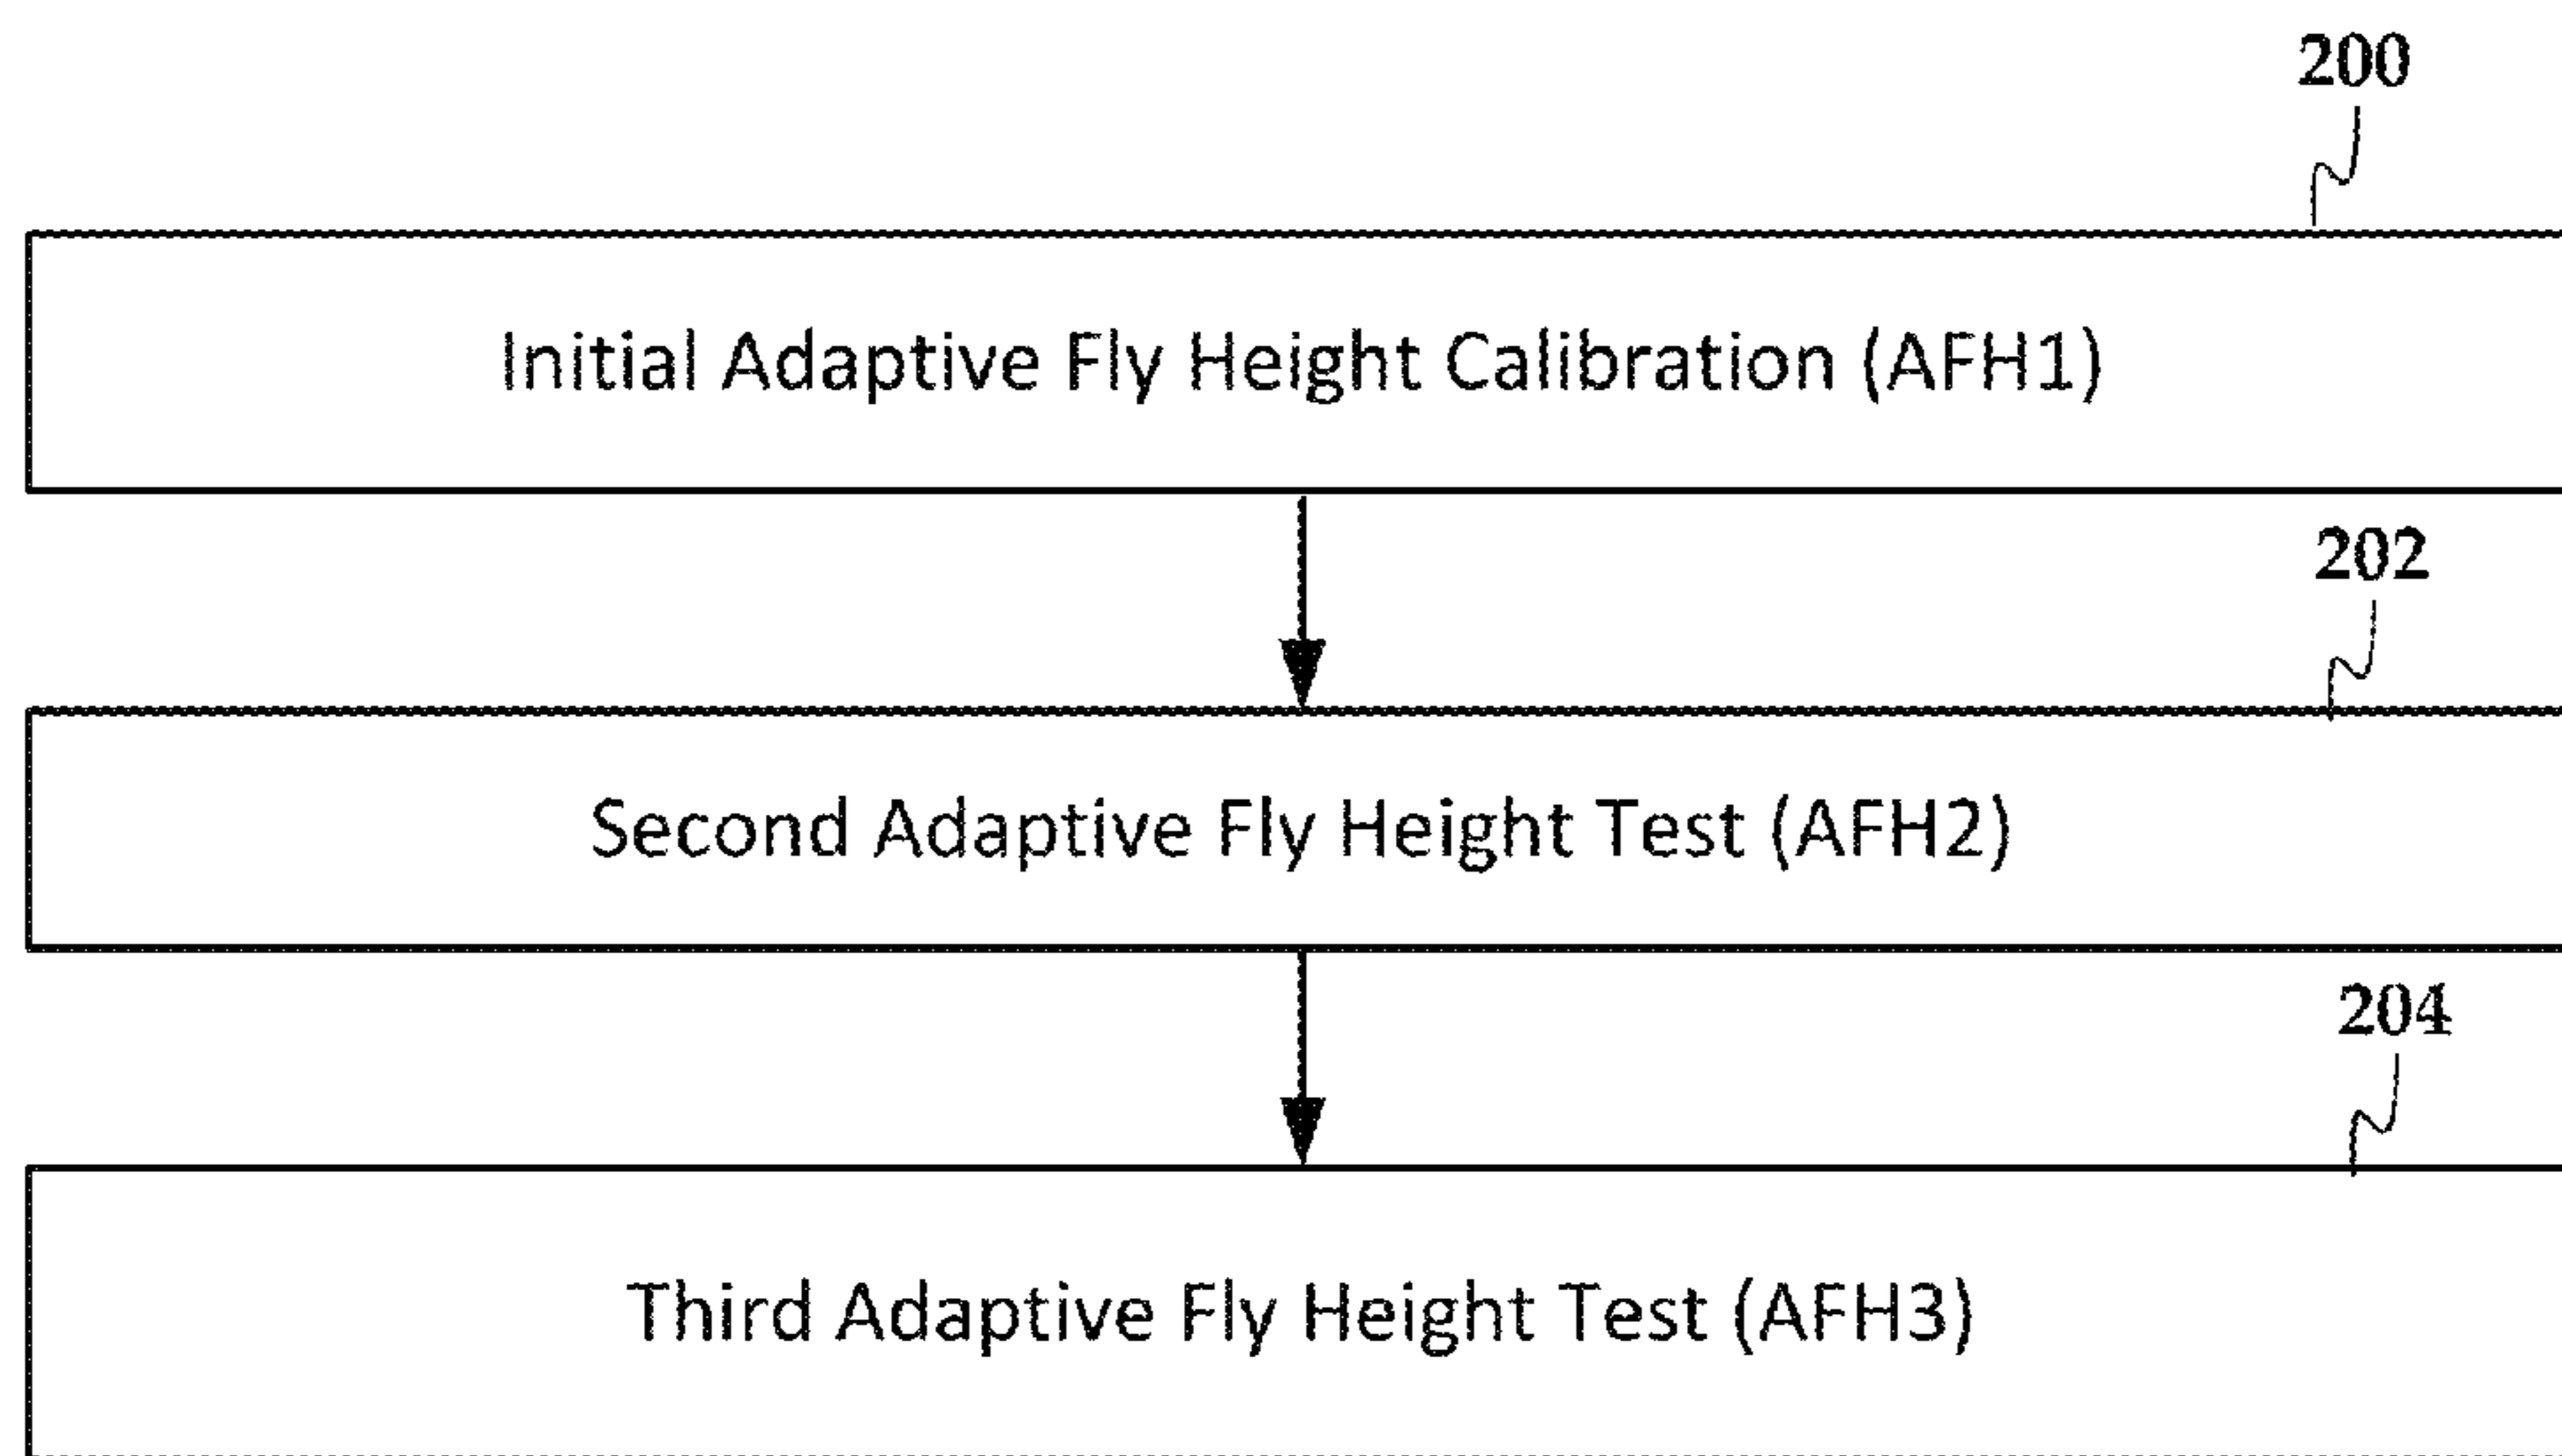 200
Initial Adaptive Fly Height Calibration (AFH1)
202
Second Adaptive Fly Height Test (AFH2)
204
Third Adaptive Fly Height Test (AFH3)